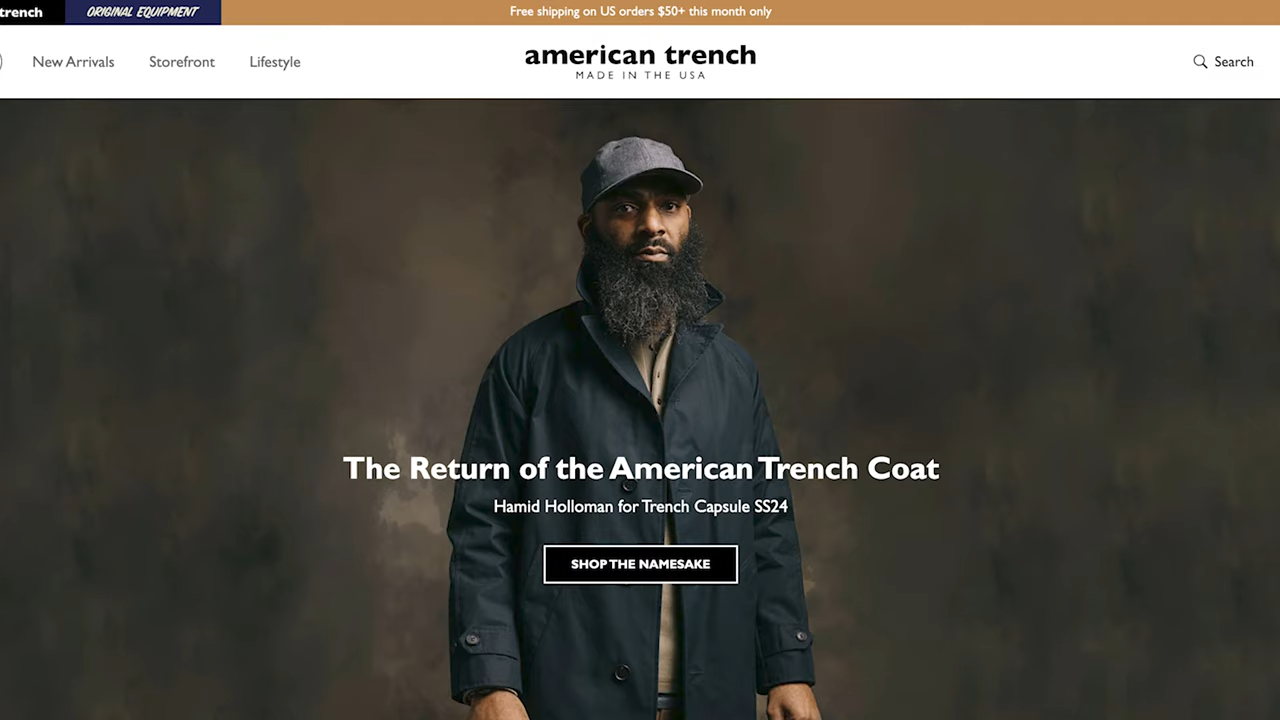 trench
ORIGINAL EQUIPMENT
Free shipping on US orders $50+ this month only
New Arrivals
Storefront
Lifestyle
american trench
MADE IN THE USA
Search
The Return of the American Trench Coat
Hamid Holloman for Trench Capsule SS24
SHOP THE NAMESAKE